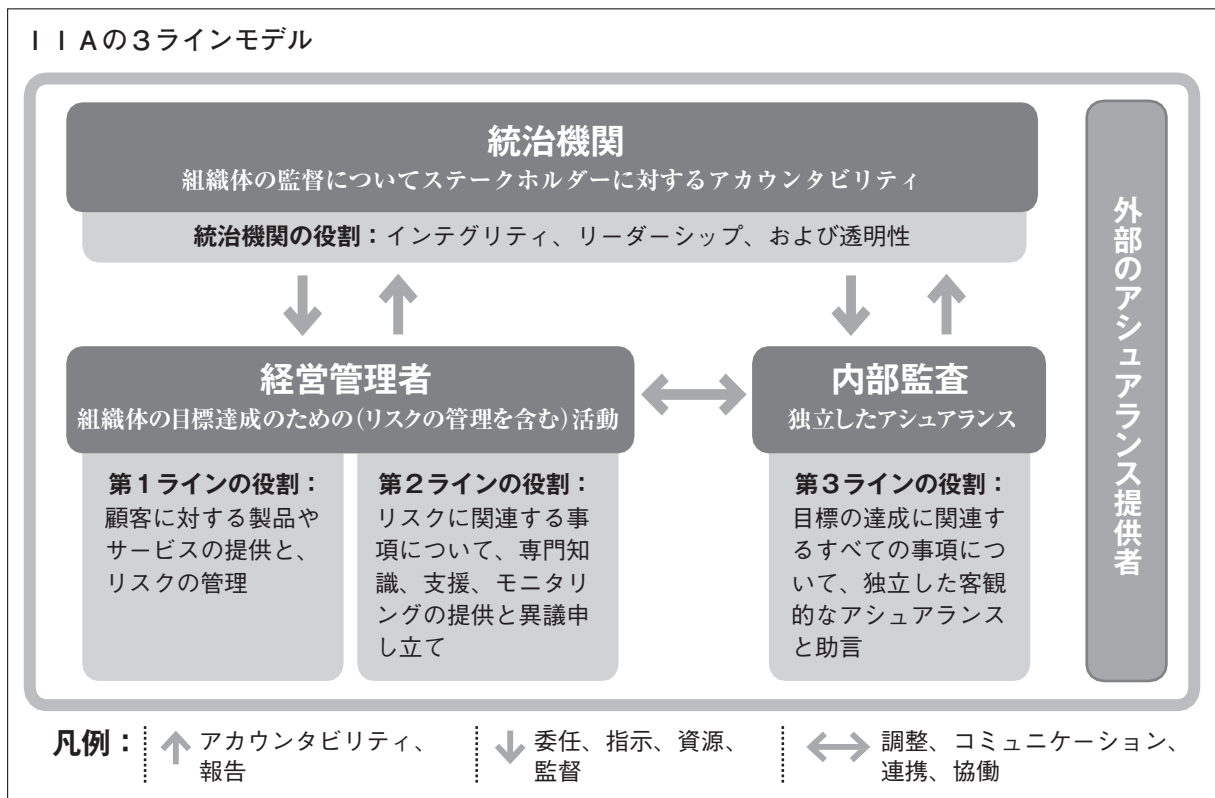 ＩＩＡの３ラインモデル
統治機関
組織体の監督についてステークホルダーに対するアカウンタビリティ
統治機関の役割：インテグリティ、リーダーシップ、および透明性
経営管理者
組織体の目標達成のための(リスクの管理を含む)活動
第１ラインの役割：
顧客に対する製品や
サービスの提供と、
リスクの管理
第２ラインの役割：
リスクに関連する事
項について、専門知
識、支援、モニタリ
ングの提供と異議申
し立て
内部監査
独立したアシュアランス
第３ラインの役割：
目標の達成に関連す
るすべての事項につ
いて、独立した客観
的なアシュアランス
と助言
外部のアシュアランス提供者
凡例：
アカウンタビリティ、
報告
委任、指示、資源、
監督
調整、コミュニケーション、
連携、協働